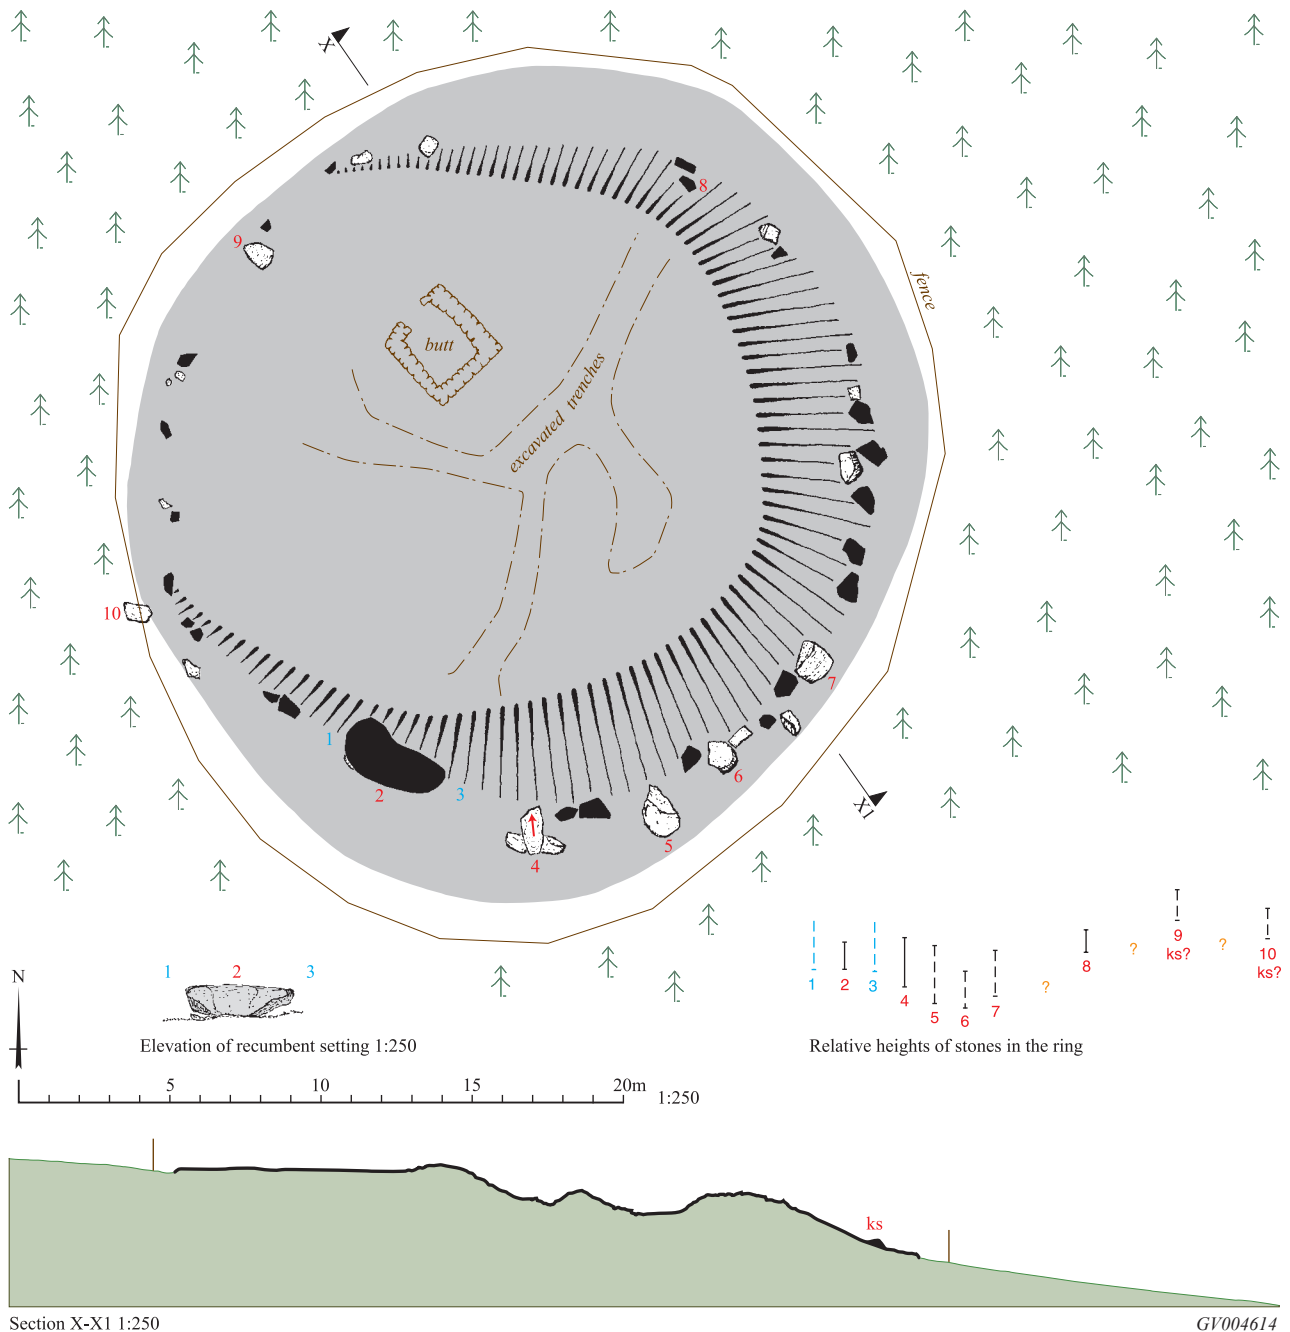 X
8
9
fence
butt
excavated trenches
10
7
1
2
3
6
X1
5
4
1 2 3
9
ks?
10
ks?
8
?
?
?
1
2
3
4
5
6
7
N
Elevation of recumbent setting 1:250
Relative heights of stones in the ring
5 10 15 20m
1:250
ks
Section X-X1 1:250
GV004614